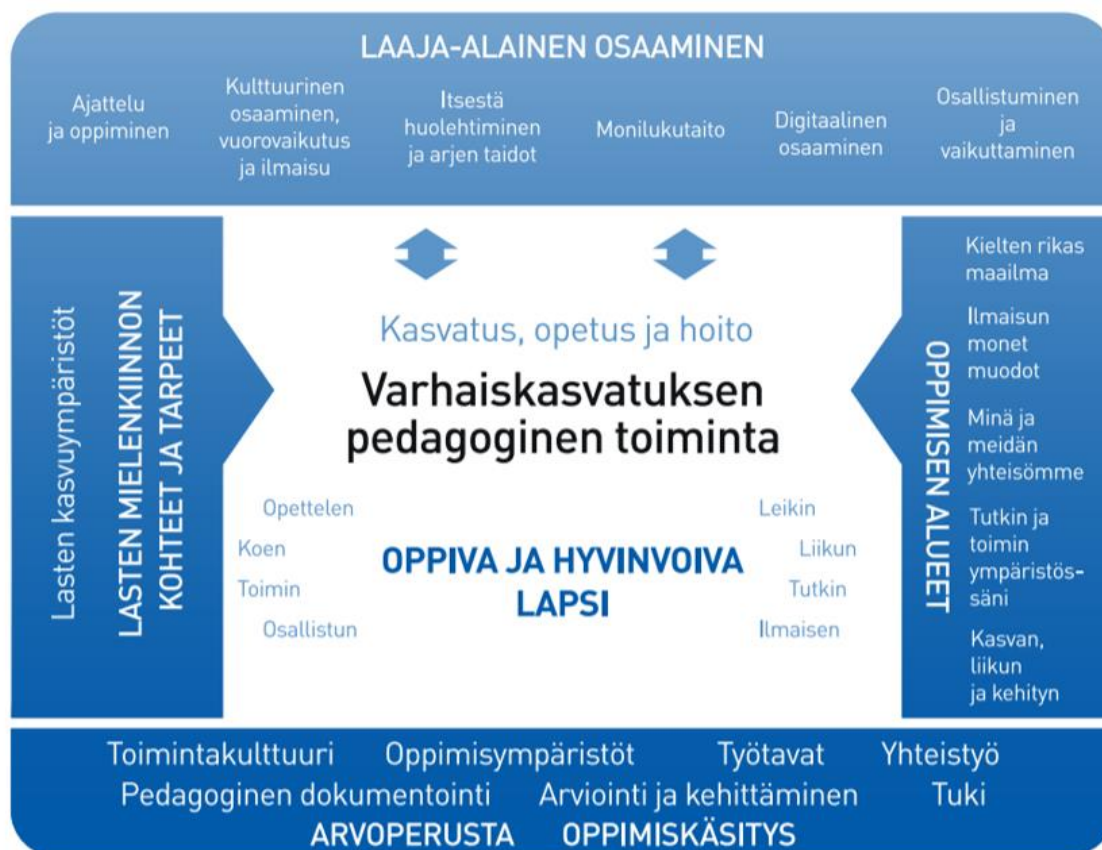 LAAJA-ALAINEN OSAAMINEN
Ajattelu
ja oppiminen
Kulttuurinen
osaaminen,
vuorovaikutus
ja ilmaisu
Itsestä
huolehtiminen
ja arjen taidot
Monilukutaito
Digitaalinen
osaaminen
Osallistuminen
ja
vaikuttaminen
Lasten kasvuympäristöt
LASTEN MIELENKIINNON
KOHTEET JA TARPEET
Kasvatus, opetus ja hoito
Varhaiskasvatuksen
pedagoginen toiminta
Opettelen
Koen
Toimin
Osallistun
OPPIVA JA HYVINVOIVA
LAPSI
Leikin
Liikun
Tutkin
Ilmaisen
OPPIMISEN ALUEET
Kielten rikas
maailma
Ilmaisun
monet
muodot
Minä ja
meidän
yhteisömme
Tutkin ja
toimin
ympäristös-
säni
Kasvan,
liikun
ja kehityn
Toimintakulttuuri Oppimisympäristöt Työtavat Yhteistyö
Pedagoginen dokumentointi Arviointi ja kehittäminen Tuki
ARVOPERUSTA OPPIMISKÄSITYS